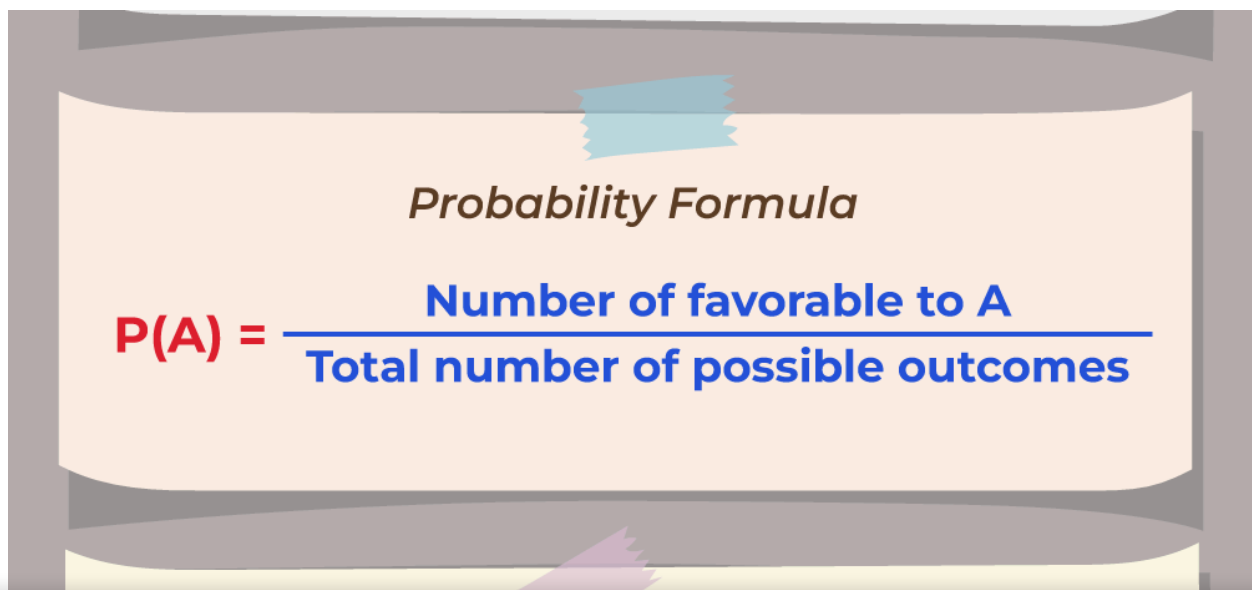 Probability Formula
P(A) = Number of favorable to A
Total number of possible outcomes